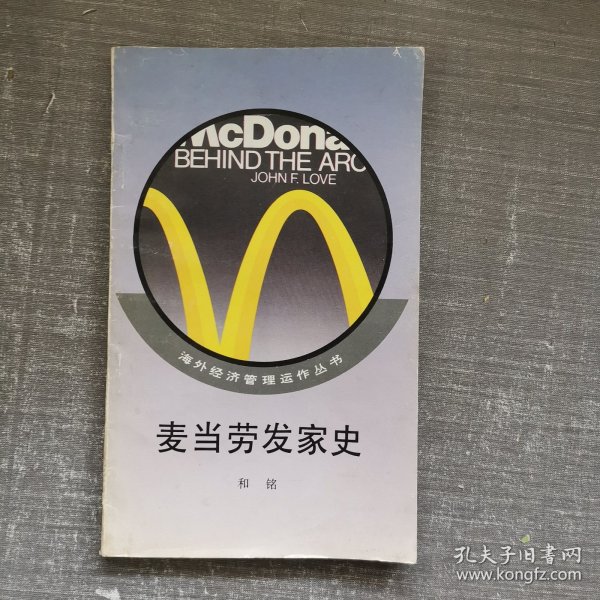 McDona
BEHIND THE ARC
JOHN F. LOVE
海外经济管理运作丛书
麦当劳发家史
和 铭
孔夫子旧書网
www.kongfz.com